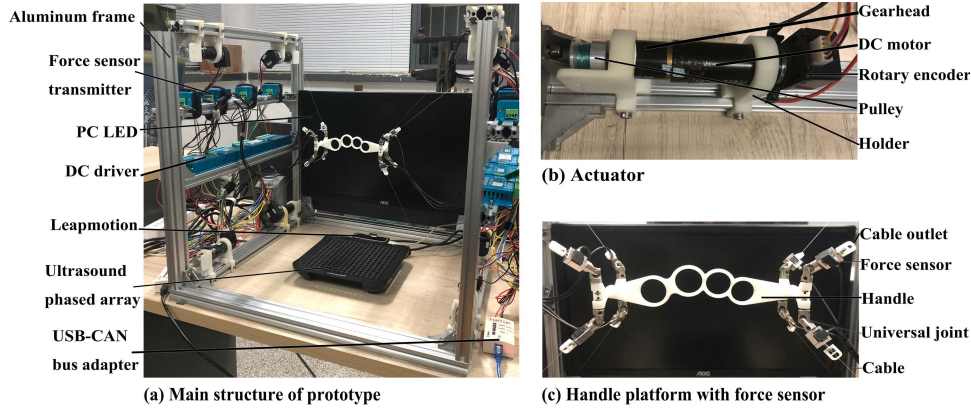 Aluminum frame
Force sensor
transmitter
PC LED
DC driver
Leapmotion
Ultrasound
phased array
USB-CAN
bus adapter
AOC
(a) Main structure of prototype
Gearhead
DC motor
Rotary encoder
Pulley
Holder
(b) Actuator
Cable outlet
Force sensor
Handle
Universal joint
Cable
AOC
(c) Handle platform with force sensor